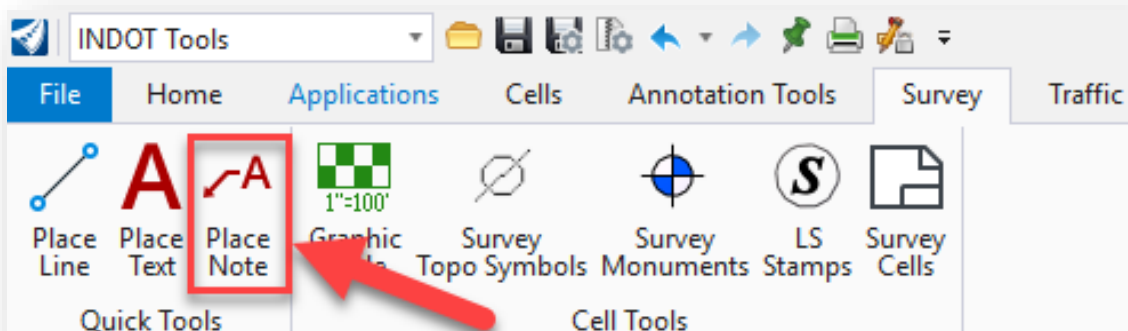 INDOT Tools
File Home Applications Cells Annotation Tools Survey Traffic
A A S
1"=100'
Place Place Place Graphic Survey Survey LS Survey
Line Text Note Topo Symbols Monuments Stamps Cells
Quick Tools Cell Tools